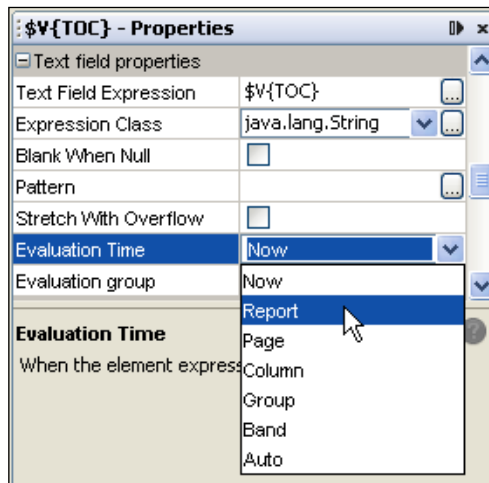 $V{TOC} - Properties
Text field properties
Text Field Expression $V{TOC} ...
Expression Class java.lang.String ...
Blank When Null
Pattern ...
Stretch With Overflow
Evaluation Time Now
Evaluation group Now
Report
Evaluation Time Page
When the element express Column
Group
Band
Auto